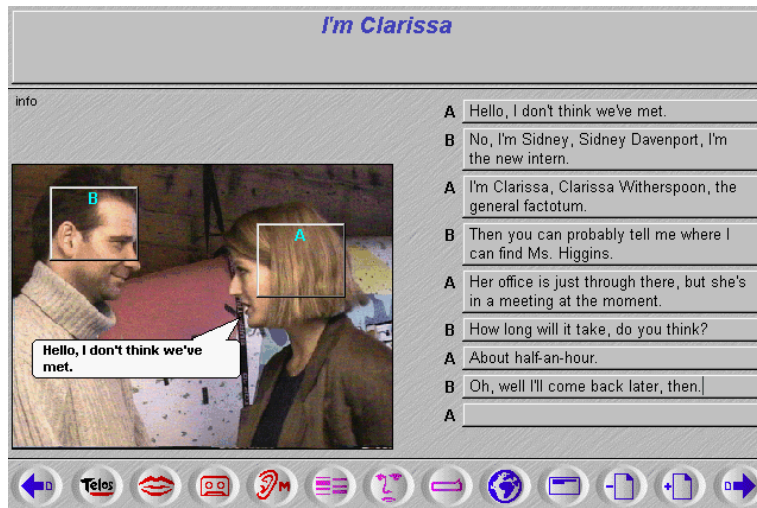 I'm Clarissa
info
A Hello, I don't think we've met.
B No, I'm Sidney, Sidney Davenport, I'm
the new intern.
A I'm Clarissa, Clarissa Witherspoon, the
general factotum.
B Then you can probably tell me where I
can find Ms. Higgins.
A Her office is just through there, but she's
in a meeting at the moment.
B How long will it take, do you think?
A About half-an-hour.
B Oh, well I'll come back later, then.
A
B
A
Hello, I don't think we've
met.
D
Telos
M
D